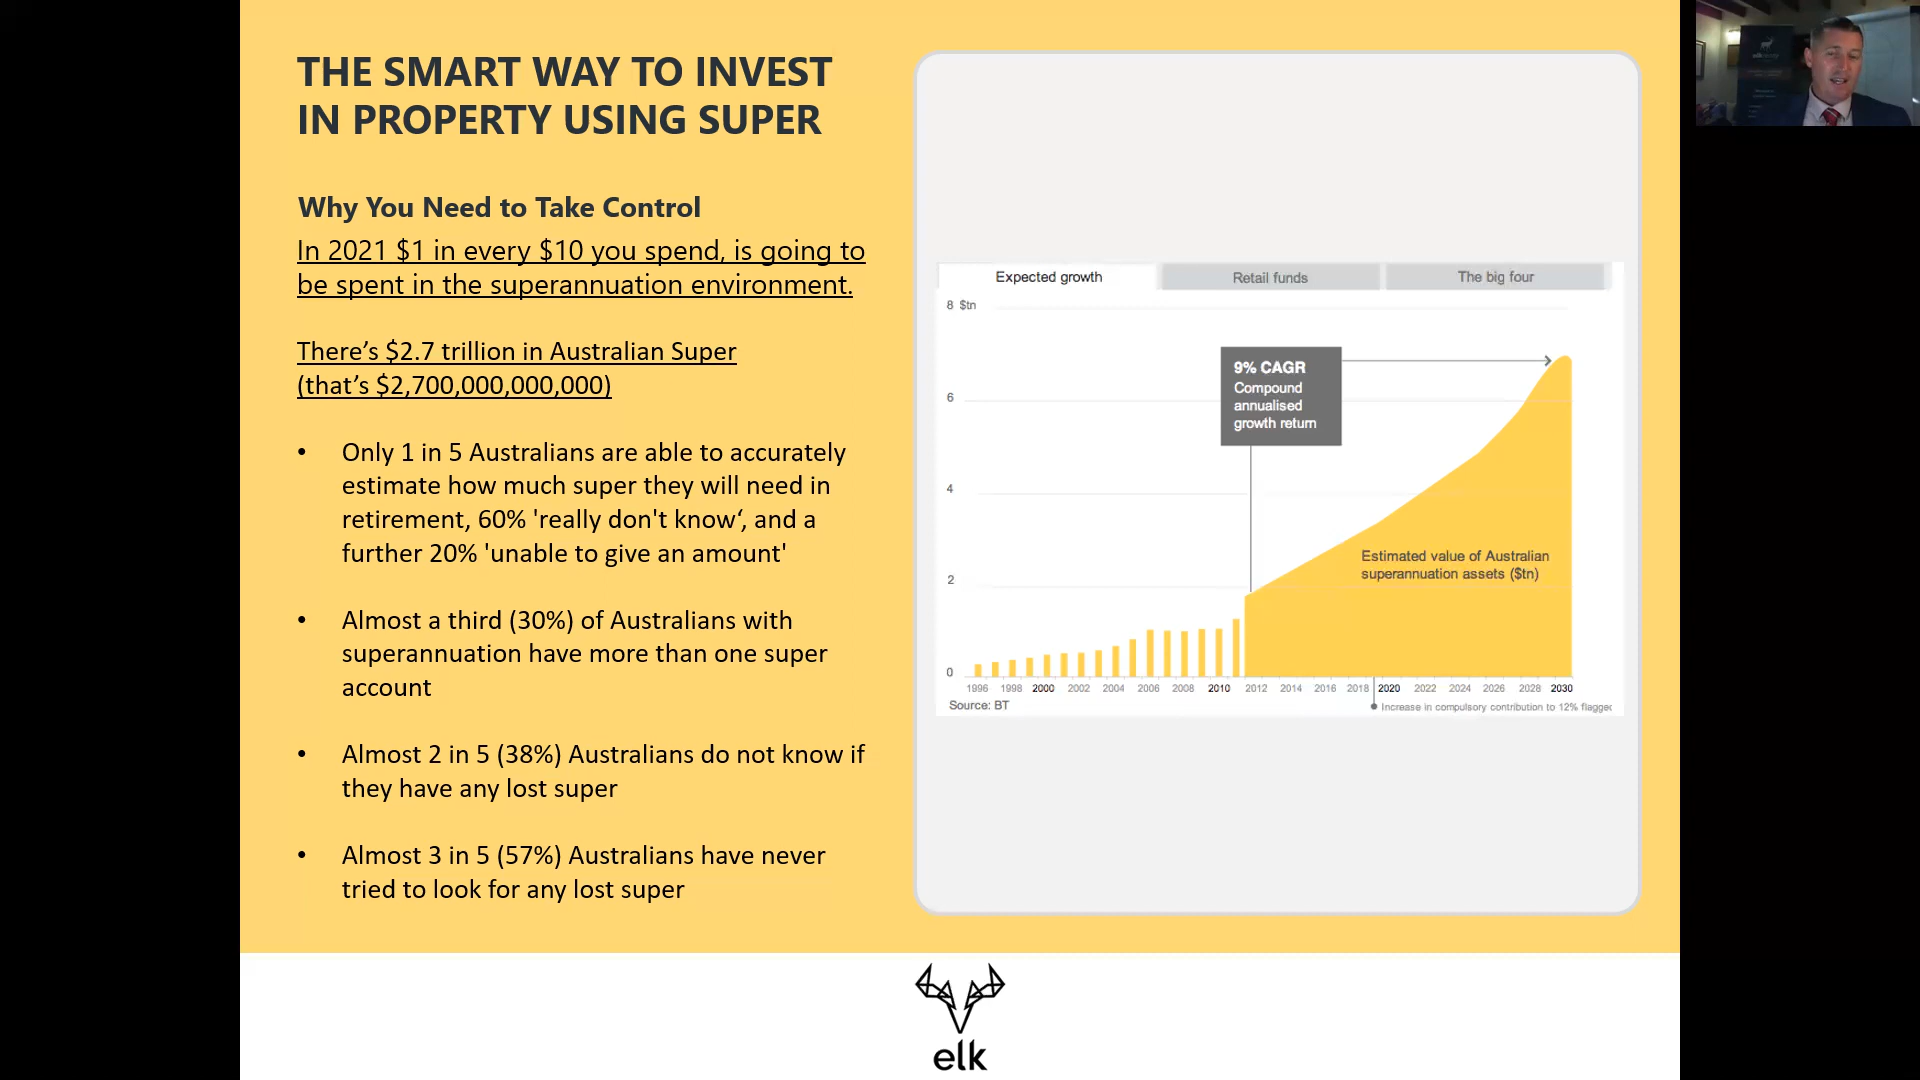 THE SMART WAY TO INVEST
IN PROPERTY USING SUPER
Why You Need to Take Control
In 2021 $1 in every $10 you spend, is going to
be spent in the superannuation environment.
There’s $2.7 trillion in Australian Super
(that’s $2,700,000,000,000)
• Only 1 in 5 Australians are able to accurately
estimate how much super they will need in
retirement, 60% 'really don't know‘, and a
further 20% 'unable to give an amount'
• Almost a third (30%) of Australians with
superannuation have more than one super
account
• Almost 2 in 5 (38%) Australians do not know if
they have any lost super
• Almost 3 in 5 (57%) Australians have never
tried to look for any lost super
Expected growth Retail funds The big four
8 $tn
9% CAGR
Compound
annualised
growth return
6
4
Estimated value of Australian
superannuation assets ($tn)
2
0
1996 1998 2000 2002 2004 2006 2008 2010 2012 2014 2016 2018 2020 2022 2024 2026 2028 2030
Source: BT
Increase in compulsory contribution to 12% flagged
elk